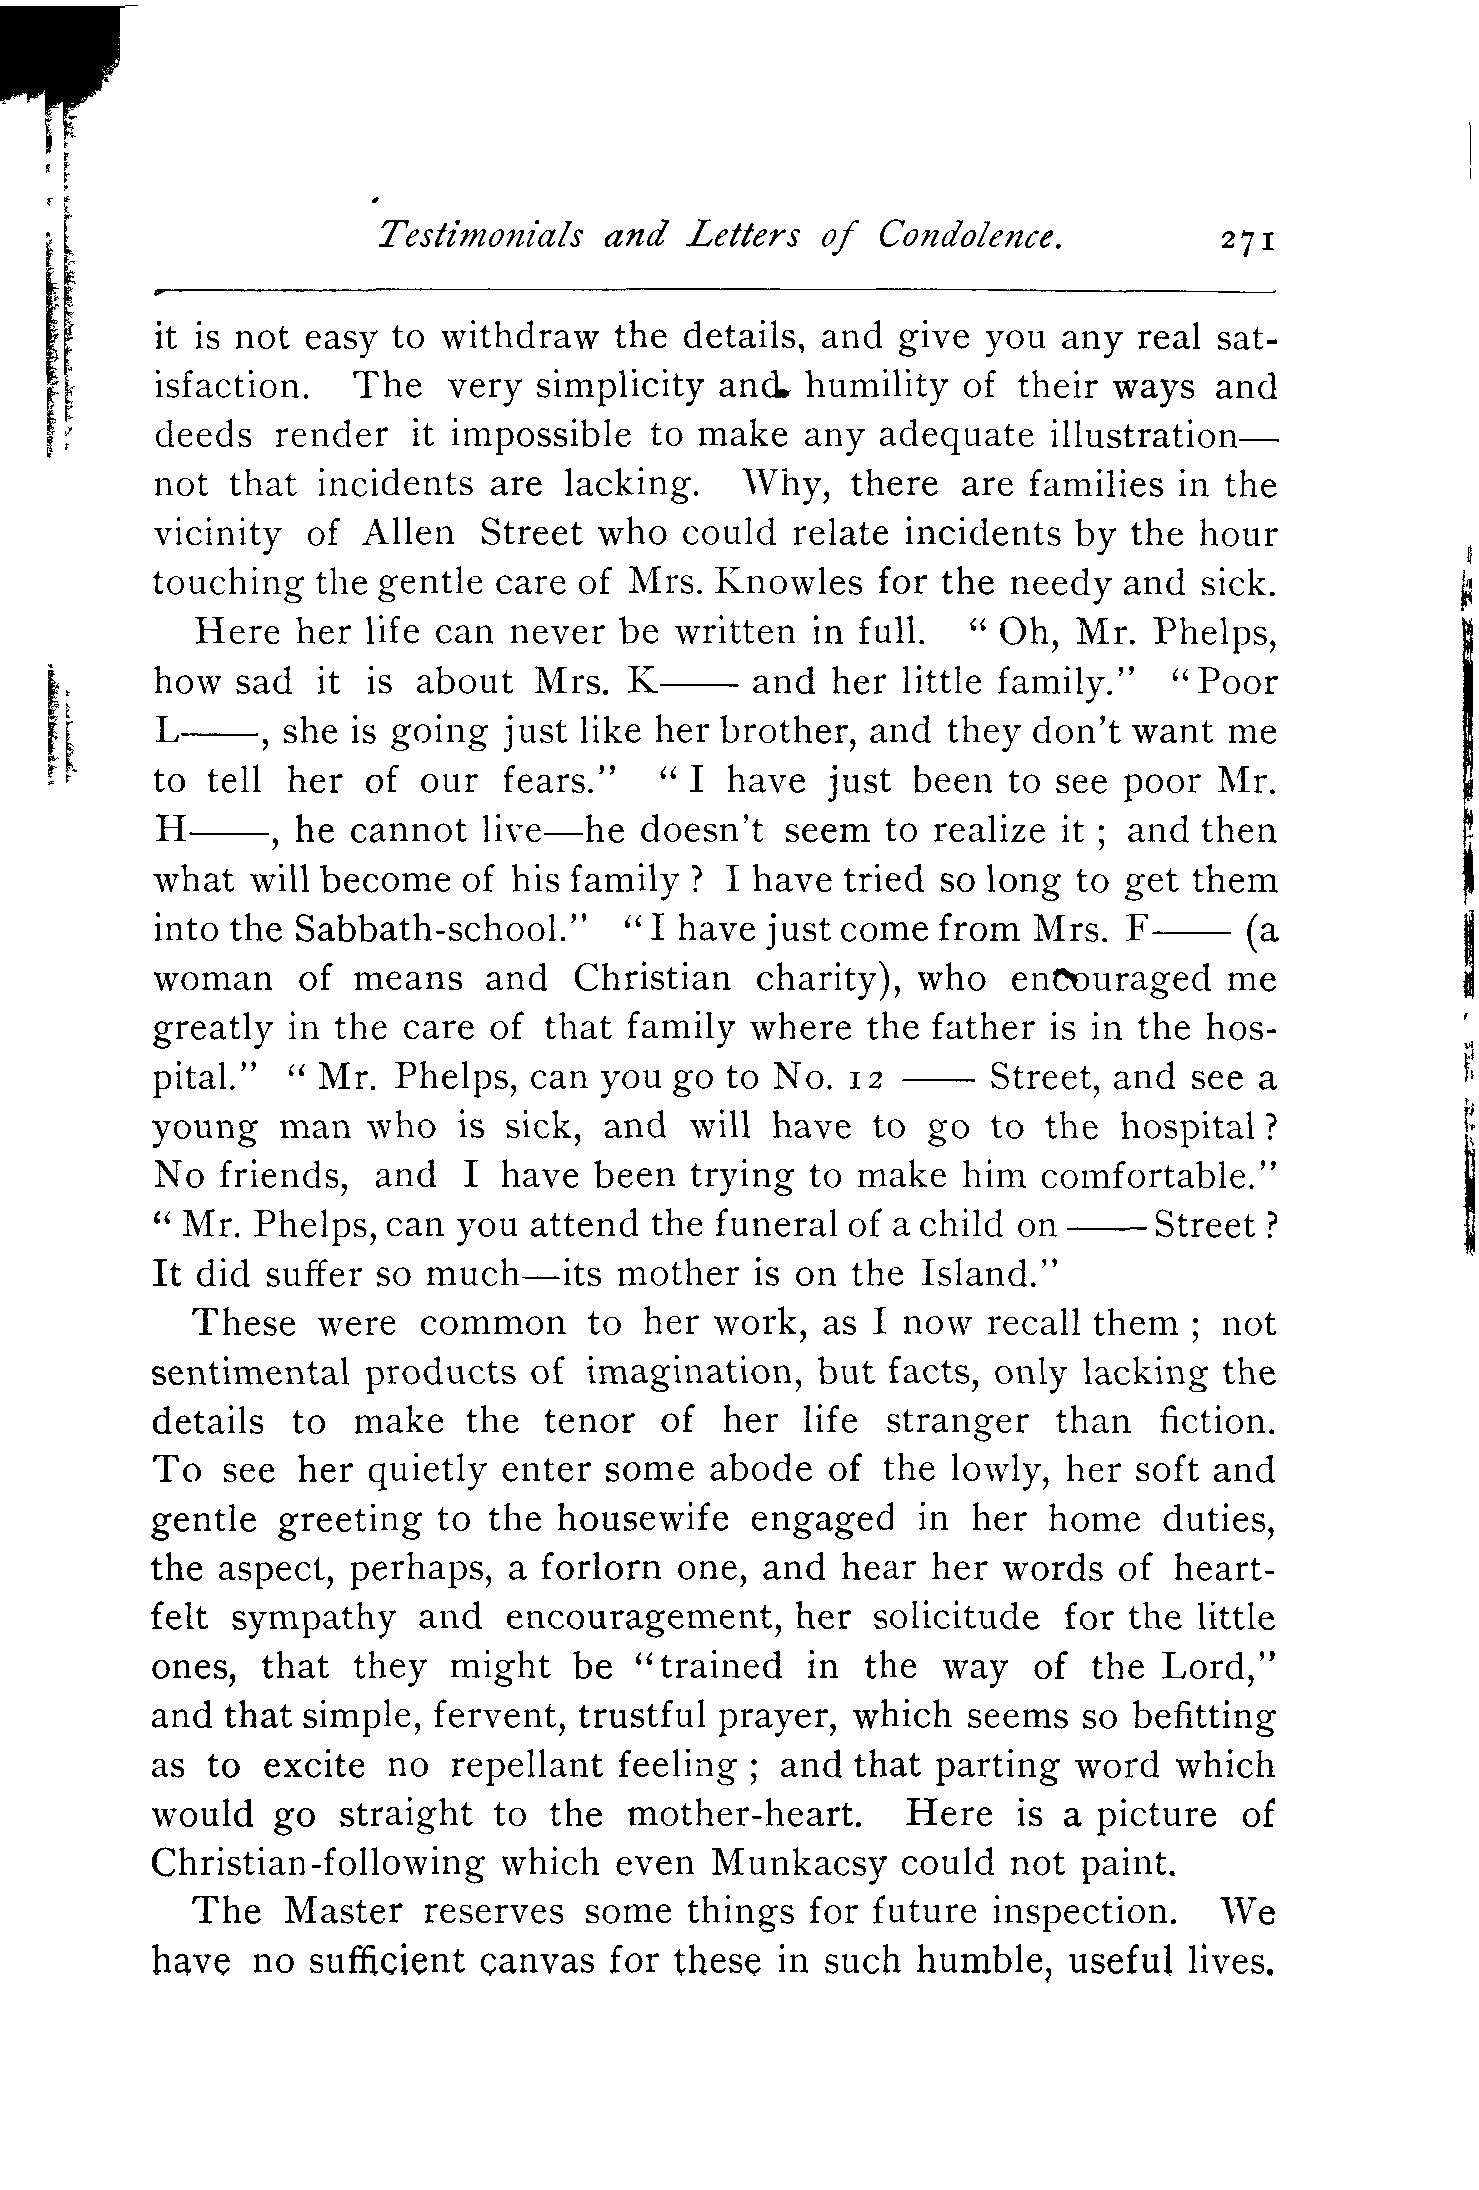 Testimonials and Letters of Condolence. 271
it is not easy to withdraw the details, and give you any real sat-
isfaction. The very simplicity and humility of their ways and
deeds render it impossible to make any adequate illustration—
not that incidents are lacking. Why, there are families in the
vicinity of Allen Street who could relate incidents by the hour
touching the gentle care of Mrs. Knowles for the needy and sick.
Here her life can never be written in full. “ Oh, Mr. Phelps,
how sad it is about Mrs. K—— and her little family.” “Poor
L——, she is going just like her brother, and they don't want me
to tell her of our fears.” “ I have just been to see poor Mr.
H——, he cannot live—he doesn't seem to realize it ; and then
what will become of his family ? I have tried so long to get them
into the Sabbath-school.” “I have just come from Mrs. F—— (a
woman of means and Christian charity), who encouraged me
greatly in the care of that family where the father is in the hos-
pital.” “ Mr. Phelps, can you go to No. 12 —— Street, and see a
young man who is sick, and will have to go to the hospital ?
No friends, and I have been trying to make him comfortable.”
“ Mr. Phelps, can you attend the funeral of a child on —— Street ?
It did suffer so much—its mother is on the Island.”
These were common to her work, as I now recall them ; not
sentimental products of imagination, but facts, only lacking the
details to make the tenor of her life stranger than fiction.
To see her quietly enter some abode of the lowly, her soft and
gentle greeting to the housewife engaged in her home duties,
the aspect, perhaps, a forlorn one, and hear her words of heart-
felt sympathy and encouragement, her solicitude for the little
ones, that they might be “trained in the way of the Lord,”
and that simple, fervent, trustful prayer, which seems so befitting
as to excite no repellant feeling ; and that parting word which
would go straight to the mother-heart. Here is a picture of
Christian-following which even Munkacsy could not paint.
The Master reserves some things for future inspection. We
have no sufficient canvas for these in such humble, useful lives.